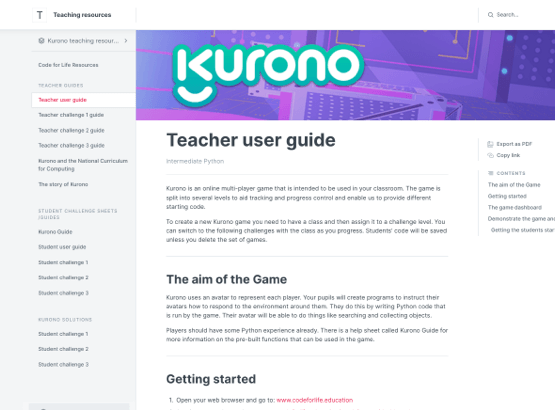 T Teaching resources
Search...
Kurono teaching resour...
Code for Life Resources
TEACHER GUIDES
Teacher user guide
Teacher challenge 1 guide
Teacher challenge 2 guide
Teacher challenge 3 guide
Kurono and the National Curriculum
for Computing
The story of Kurono
STUDENT CHALLENGE SHEETS
/GUIDES
Kurono Guide
Student user guide
Student challenge 1
Student challenge 2
Student challenge 3
KURONO SOLUTIONS
Student challenge 1
Student challenge 2
Student challenge 3
kurono
Teacher user guide
Intermediate Python
Kurono is an online multi-player game that is intended to be used in your classroom. The game is
split into several levels to aid tracking and progress control and enable us to provide different
starting code.
To create a new Kurono game you need to have a class and then assign it to a challenge level. You
can switch to the following challenges with the class as you progress. Students' code will be saved
unless you delete the set of games.
The aim of the Game
Kurono uses an avatar to represent each player. Your pupils will create programs to instruct their
avatars how to respond to the environment around them. They do this by writing Python code that
is run by the game. Their avatar will be able to do things like searching and collecting objects.
Players should have some Python experience already. There is a help sheet called Kurono Guide for
more information on the pre-built functions that can be used in the game.
Getting started
1. Open your web browser and go to: www.codeforlife.education
Export as PDF
Copy link
CONTENTS
The aim of the Game
Getting started
The game dashboard
Demonstrate the game and
Getting the students star